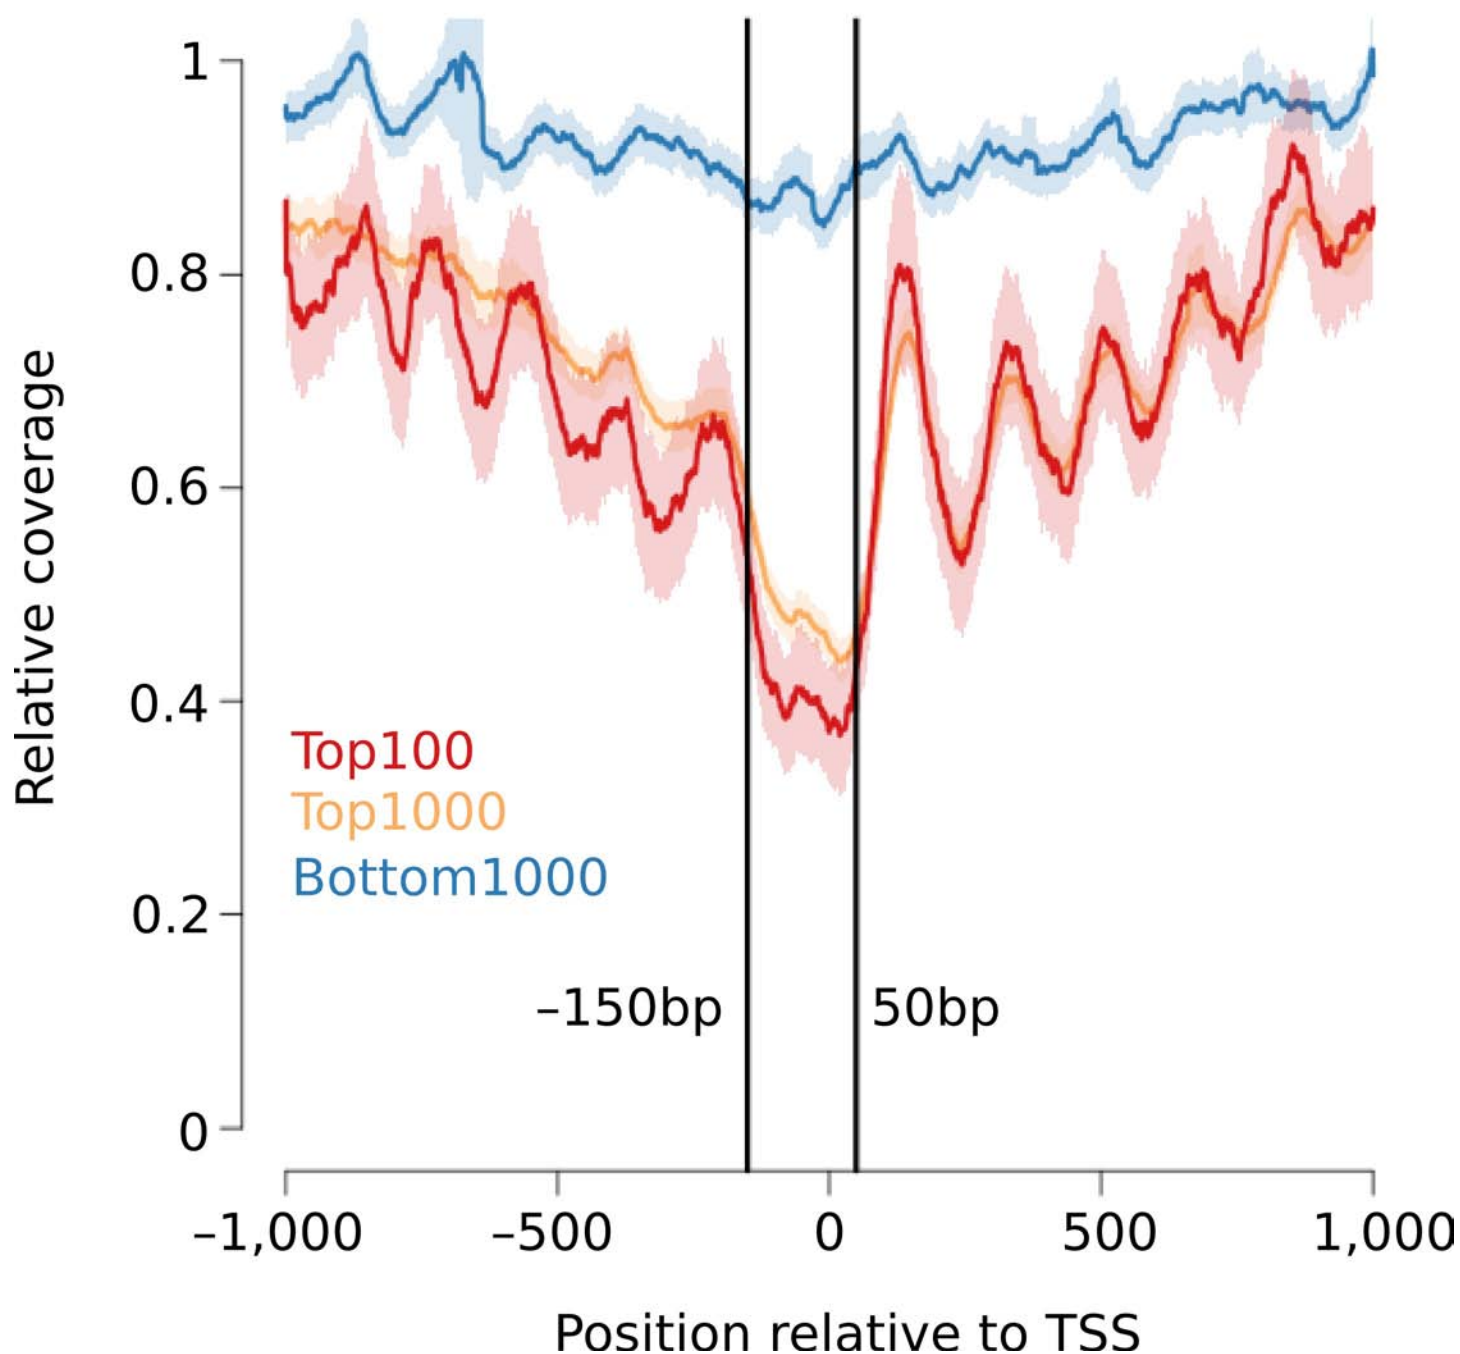 Relative coverage
1
0.8
0.6
0.4
0.2
0
Top100
Top1000
Bottom1000
–150bp
50bp
–1,000
–500
0
500
1,000
Position relative to TSS